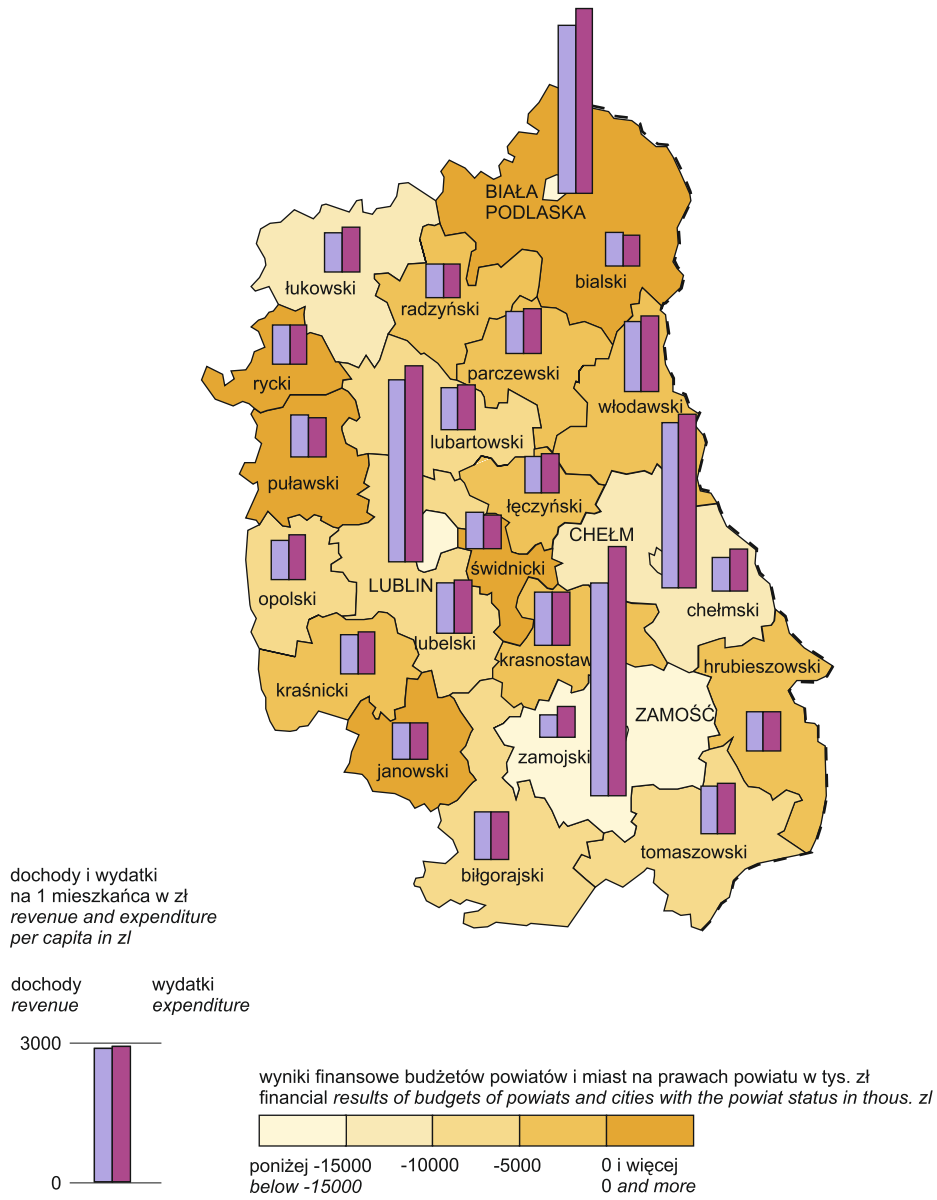 BIAŁA
PODLASKA
bialski
łukowski
radzyński
parczewski
rycki
włodawski
lubartowski
puławski
łęczyński
CHEŁM
świdnicki
LUBLIN
opolski
chełmski
lubelski
krasnostaw
hrubieszowski
kraśnicki
ZAMOŚĆ
zamojski
janowski
tomaszowski
biłgorajski
dochody i wydatki
na 1 mieszkańca w zł
revenue and expenditure
per capita in zl
dochody wydatki
revenue expenditure
3000
0
wyniki finansowe budżetów powiatów i miast na prawach powiatu w tys. zł
financial results of budgets of powiats and cities with the powiat status in thous. zl
poniżej -15000 -10000 -5000 0 i więcej
below -15000 0 and more